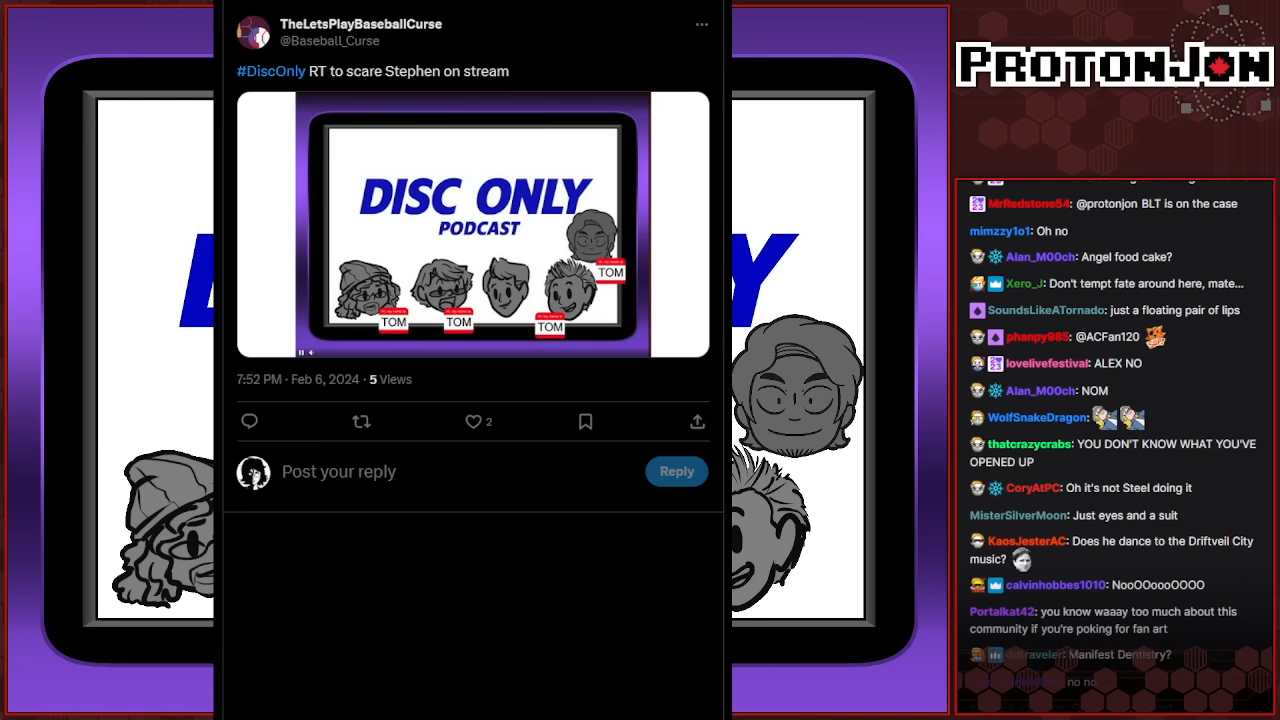 TheLetsPlayBaseballCurse
@Baseball_Curse
#DiscOnly RT to scare Stephen on stream
DISC ONLY
PODCAST
TOM
TOM
TOM
TOM
7:52 PM · Feb 6, 2024 · 5 Views
2
Post your reply
Reply
PROTONJON
MrRedstone54: @protonjon BLT is on the case
mimzzy1o1: Oh no
Alan_M00ch: Angel food cake?
Xero_J: Don't tempt fate around here, mate...
SoundsLikeATornado: just a floating pair of lips
phanpy985: @ACFan120
lovelivefestival: ALEX NO
Alan_M00ch: NOM
WolfSnakeDragon:
thatcrazycrabs: YOU DON'T KNOW WHAT YOU'VE
OPENED UP
CoryAtPC: Oh it's not Steel doing it
MisterSilverMoon: Just eyes and a suit
KaosJesterAC: Does he dance to the Driftveil City
music?
calvinhobbes1010: NooOOoooOOOO
Portalkat42: you know waaay too much about this
community if you're poking for fan art
Manifest Dentistry?
no no